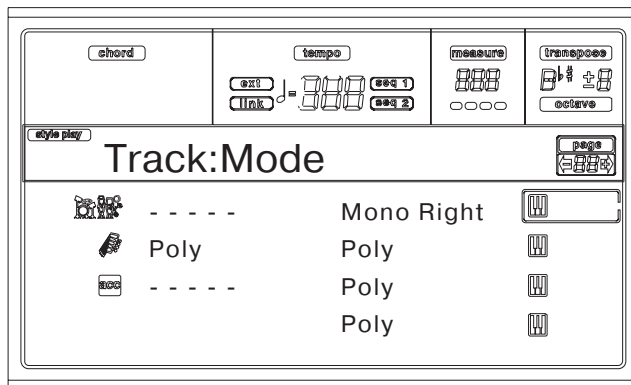 chord tempo measure transpose
ext seq 1
link seq 2
octave
style play
Track:Mode
page
- - - - - Mono Right
Poly Poly
acc - - - - - Poly
Poly